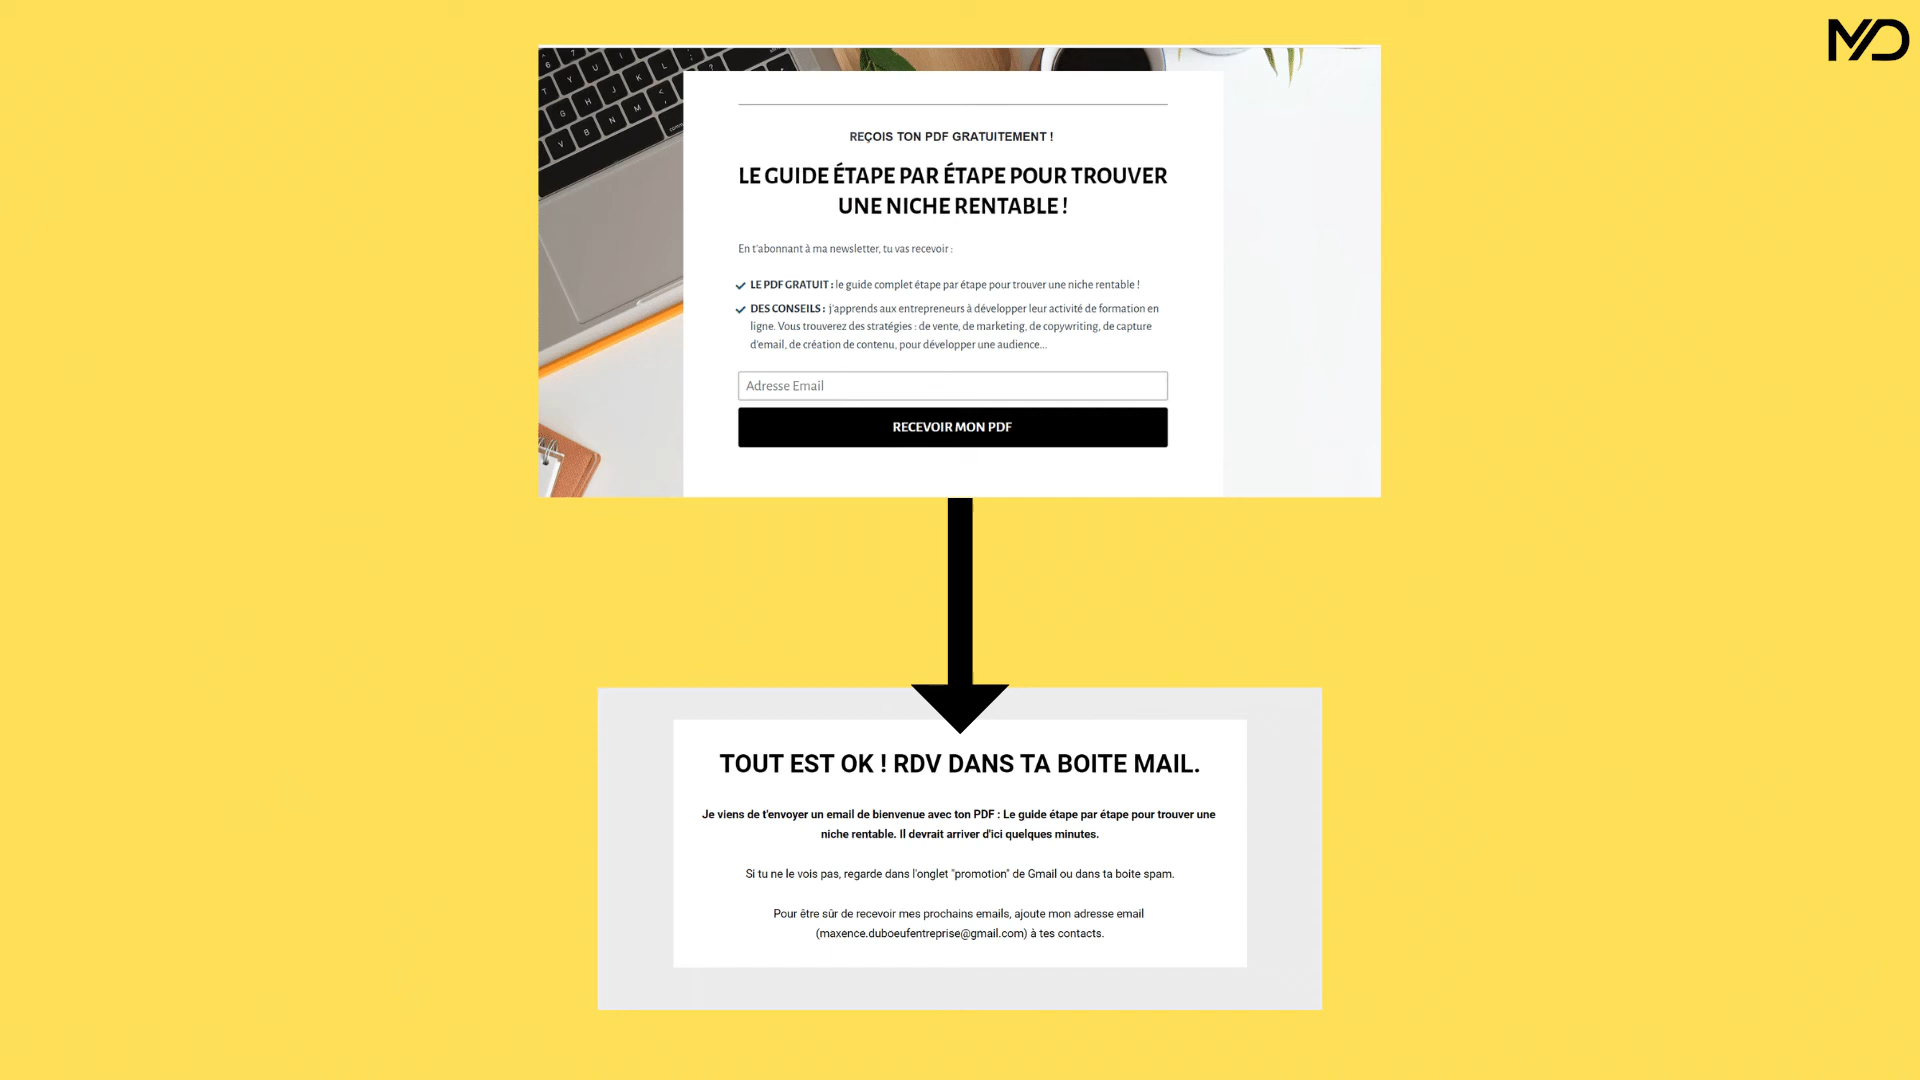 MD
REÇOIS TON PDF GRATUITEMENT !
LE GUIDE ÉTAPE PAR ÉTAPE POUR TROUVER
UNE NICHE RENTABLE !
En t'abonnant à ma newsletter, tu vas recevoir :
LE PDF GRATUIT : le guide complet étape par étape pour trouver une niche rentable !
DES CONSEILS : j'apprends aux entrepreneurs à développer leur activité de formation en
ligne. Vous trouverez des stratégies : de vente, de marketing, de copywriting, de capture
d'email, de création de contenu, pour développer une audience...
Adresse Email
RECEVOIR MON PDF
TOUT EST OK ! RDV DANS TA BOITE MAIL.
Je viens de t'envoyer un email de bienvenue avec ton PDF : Le guide étape par étape pour trouver une
niche rentable. Il devrait arriver d'ici quelques minutes.
Si tu ne le vois pas, regarde dans l'onglet "promotion" de Gmail ou dans ta boite spam.
Pour être sûr de recevoir mes prochains emails, ajoute mon adresse email
(maxence.duboeufentreprise@gmail.com) à tes contacts.